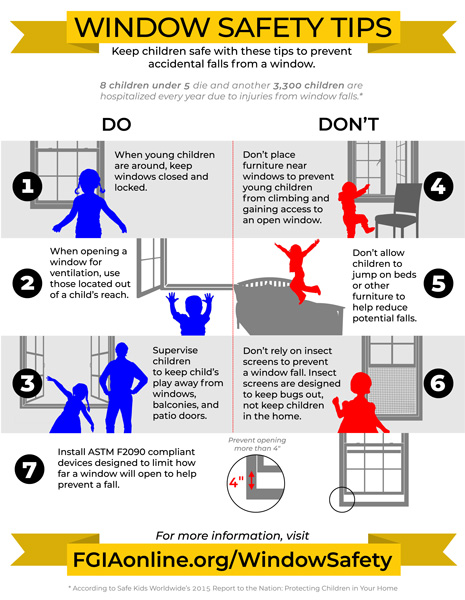 WINDOW SAFETY TIPS
Keep children safe with these tips to prevent
accidental falls from a window.
8 children under 5 die and another 3,300 children are
hospitalized every year due to injuries from window falls.*
DO
1
When young children
are around, keep
windows closed and
locked.
2
When opening a
window for
ventilation, use
those located out
of a child's reach.
3
Supervise
children
to keep child's
play away from
windows,
balconies, and
patio doors.
DON'T
Don't place
furniture near
windows to prevent
young children
from climbing and
gaining access to
an open window.
4
Don't allow
children to
jump on beds
or other
furniture to
help reduce
potential falls.
5
Don't rely on insect
screens to prevent
a window fall. Insect
screens are designed
to keep bugs out,
not keep children
in the home.
6
7
Install ASTM F2090 compliant
devices designed to limit how
far a window will open to help
prevent a fall.
Prevent opening
more than 4"
4"
For more information, visit
FGIAonline.org/WindowSafety
* According to Safe Kids Worldwide's 2015 Report to the Nation: Protecting Children in Your Home